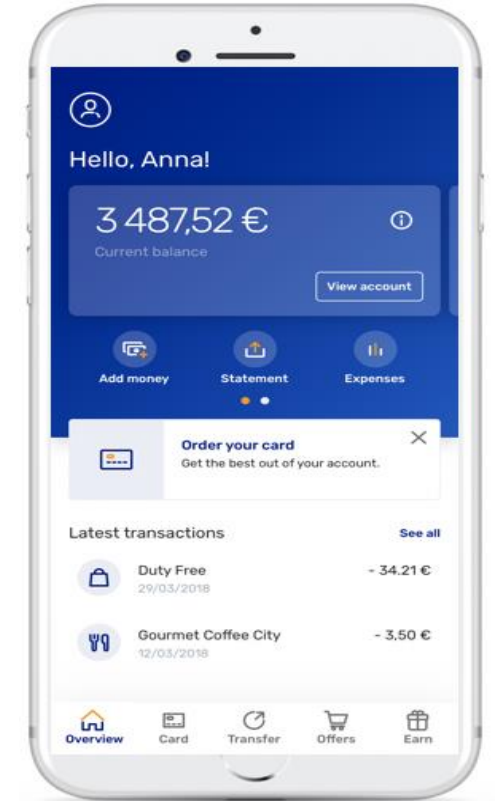 Hello, Anna!
3 487,52 €
Current balance
View account
Add money
Statement
Expenses
Order your card
Get the best out of your account.
Latest transactions
See all
Duty Free
- 34.21 €
29/03/2018
Gourmet Coffee City
- 3,50 €
12/03/2018
Overview
Card
Transfer
Offers
Earn